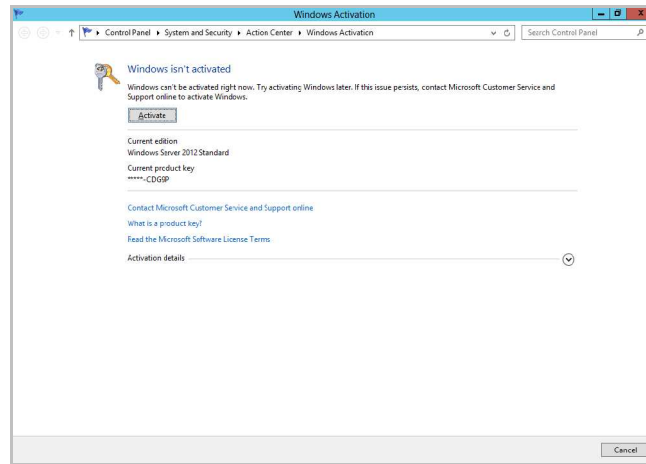 Windows Activation
Control Panel ▸ System and Security ▸ Action Center ▸ Windows Activation
Search Control Panel
Windows isn't activated
Windows can't be activated right now. Try activating Windows later. If this issue persists, contact Microsoft Customer Service and
Support online to activate Windows.
Activate
Current edition
Windows Server 2012 Standard
Current product key
*****-CDG9P
Contact Microsoft Customer Service and Support online
What is a product key?
Read the Microsoft Software License Terms
Activation details
Cancel